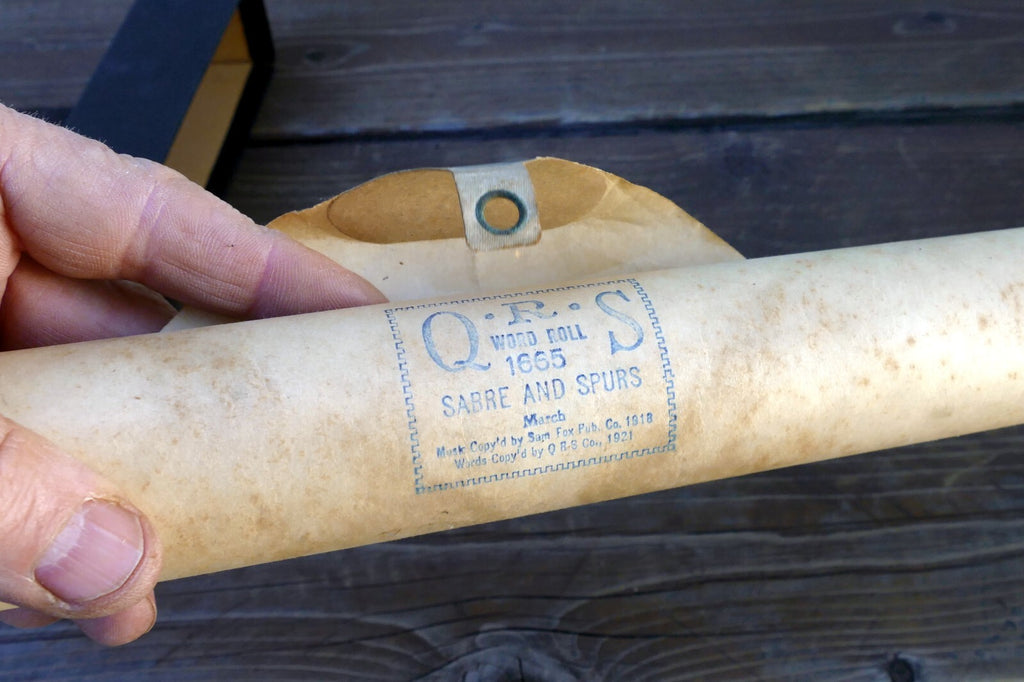 Q·R·S
WORD ROLL
1665
SABRE AND SPURS
March
Music Copy'd by Sam Fox Pub. Co. 1918
Words Copy'd by Q R S Co., 1921